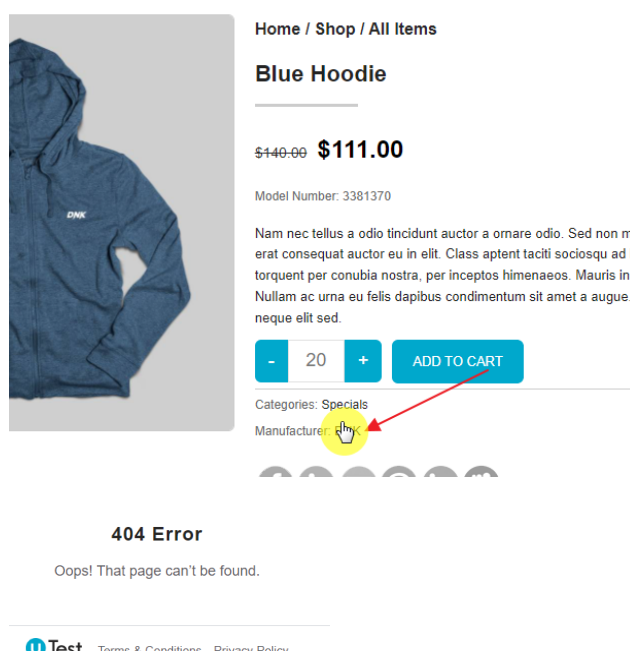 Home / Shop / All Items
Blue Hoodie
$140.00 $111.00
Model Number: 3381370
DNK
Nam nec tellus a odio tincidunt auctor a ornare odio. Sed non m
erat consequat auctor eu in elit. Class aptent taciti sociosqu ad
torquent per conubia nostra, per inceptos himenaeos. Mauris in
Nullam ac urna eu felis dapibus condimentum sit amet a augue.
neque elit sed.
- 20 + ADD TO CART
Categories: Specials
Manufacturer:
404 Error
Oops! That page can't be found.
uTest Terms & Conditions Privacy Policy